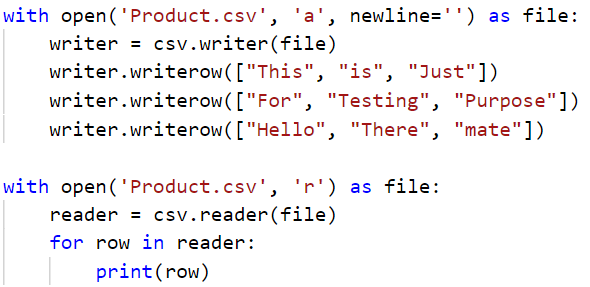 with open('Product.csv', 'a', newline='') as file:
    writer = csv.writer(file)
    writer.writerow(["This", "is", "Just"])
    writer.writerow(["For", "Testing", "Purpose"])
    writer.writerow(["Hello", "There", "mate"])

with open('Product.csv', 'r') as file:
    reader = csv.reader(file)
    for row in reader:
        print(row)